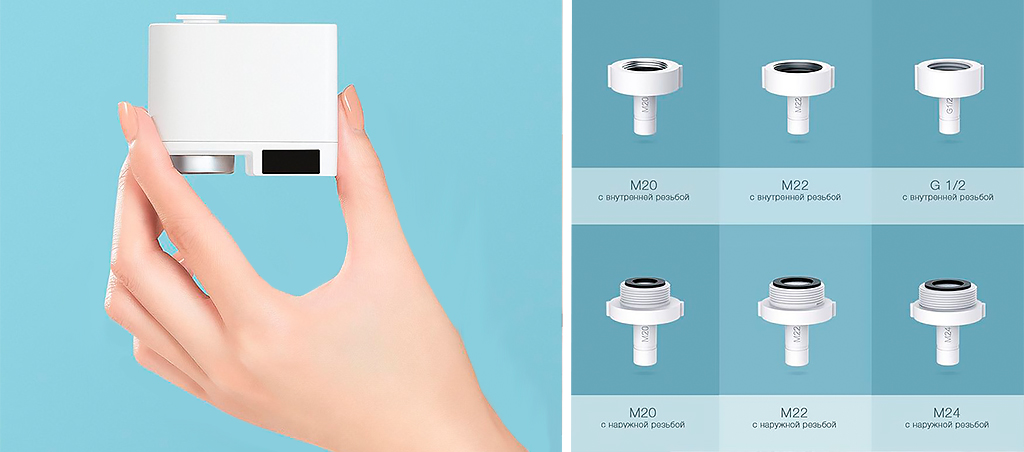 M20
M22
G1/2
M20
с внутренней резьбой
M22
с внутренней резьбой
G 1/2
с внутренней резьбой
M20
M22
M24
M20
с наружной резьбой
M22
с наружной резьбой
M24
с наружной резьбой